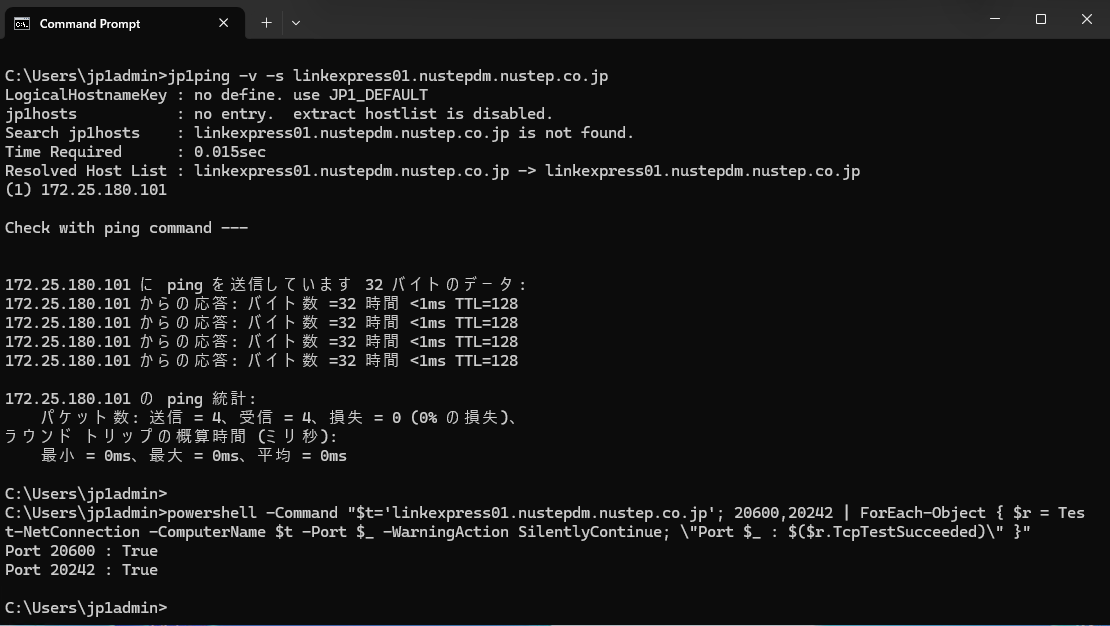 Command Prompt
C:\Users\jp1admin>jp1ping -v -s linkexpress01.nustepdm.nustep.co.jp
LogicalHostnameKey : no define. use JP1_DEFAULT
jp1hosts           : no entry.  extract hostlist is disabled.
Search jp1hosts    : linkexpress01.nustepdm.nustep.co.jp is not found.
Time Required      : 0.015sec
Resolved Host List : linkexpress01.nustepdm.nustep.co.jp -> linkexpress01.nustepdm.nustep.co.jp
(1) 172.25.180.101
Check with ping command ---
172.25.180.101 に ping を送信しています 32 バイトのデータ:
172.25.180.101 からの応答: バイト数 =32 時間 <1ms TTL=128
172.25.180.101 からの応答: バイト数 =32 時間 <1ms TTL=128
172.25.180.101 からの応答: バイト数 =32 時間 <1ms TTL=128
172.25.180.101 からの応答: バイト数 =32 時間 <1ms TTL=128
172.25.180.101 の ping 統計:
    パケット数: 送信 = 4、受信 = 4、損失 = 0 (0% の損失)、
ラウンド トリップの概算時間 (ミリ秒):
    最小 = 0ms、最大 = 0ms、平均 = 0ms
C:\Users\jp1admin>
C:\Users\jp1admin>powershell -Command "$t='linkexpress01.nustepdm.nustep.co.jp'; 20600,20242 | ForEach-Object { $r = Tes
t-NetConnection -ComputerName $t -Port $_ -WarningAction SilentlyContinue; \"Port $_ : $($r.TcpTestSucceeded)\" }"
Port 20600 : True
Port 20242 : True
C:\Users\jp1admin>